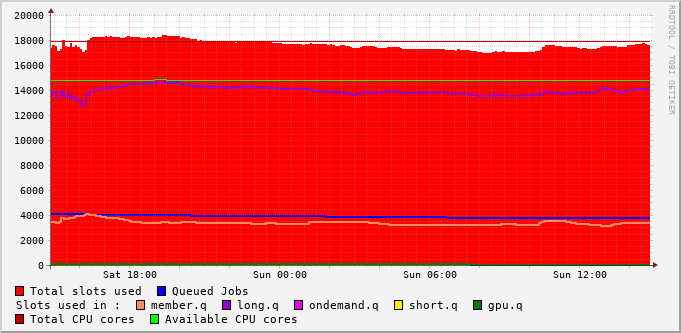 20000
18000
16000
14000
12000
10000
8000
6000
4000
2000
0
Sat 18:00 Sun 00:00 Sun 06:00 Sun 12:00
RRDTOOL / TOBI OETIKER
Total slots used Queued Jobs
Slots used in : member.q long.q ondemand.q short.q gpu.q
Total CPU cores Available CPU cores